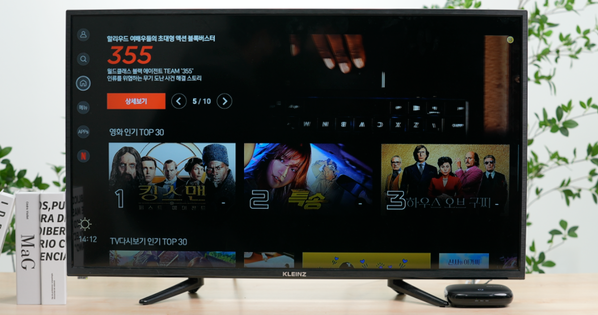 할리우드 여배우들의 초대형 액션 블록버스터
355
월드클래스 블랙 에이전트 TEAM "355"
인류를 위협하는 무기 도난 사건 해결 스토리
상세보기
5 / 10
영화 인기 TOP 30
1 킹스맨
2 특송
3 하우스 오브 구찌
TV다시보기 인기 TOP 30
14:12
APPs
KLEINZ
MaG